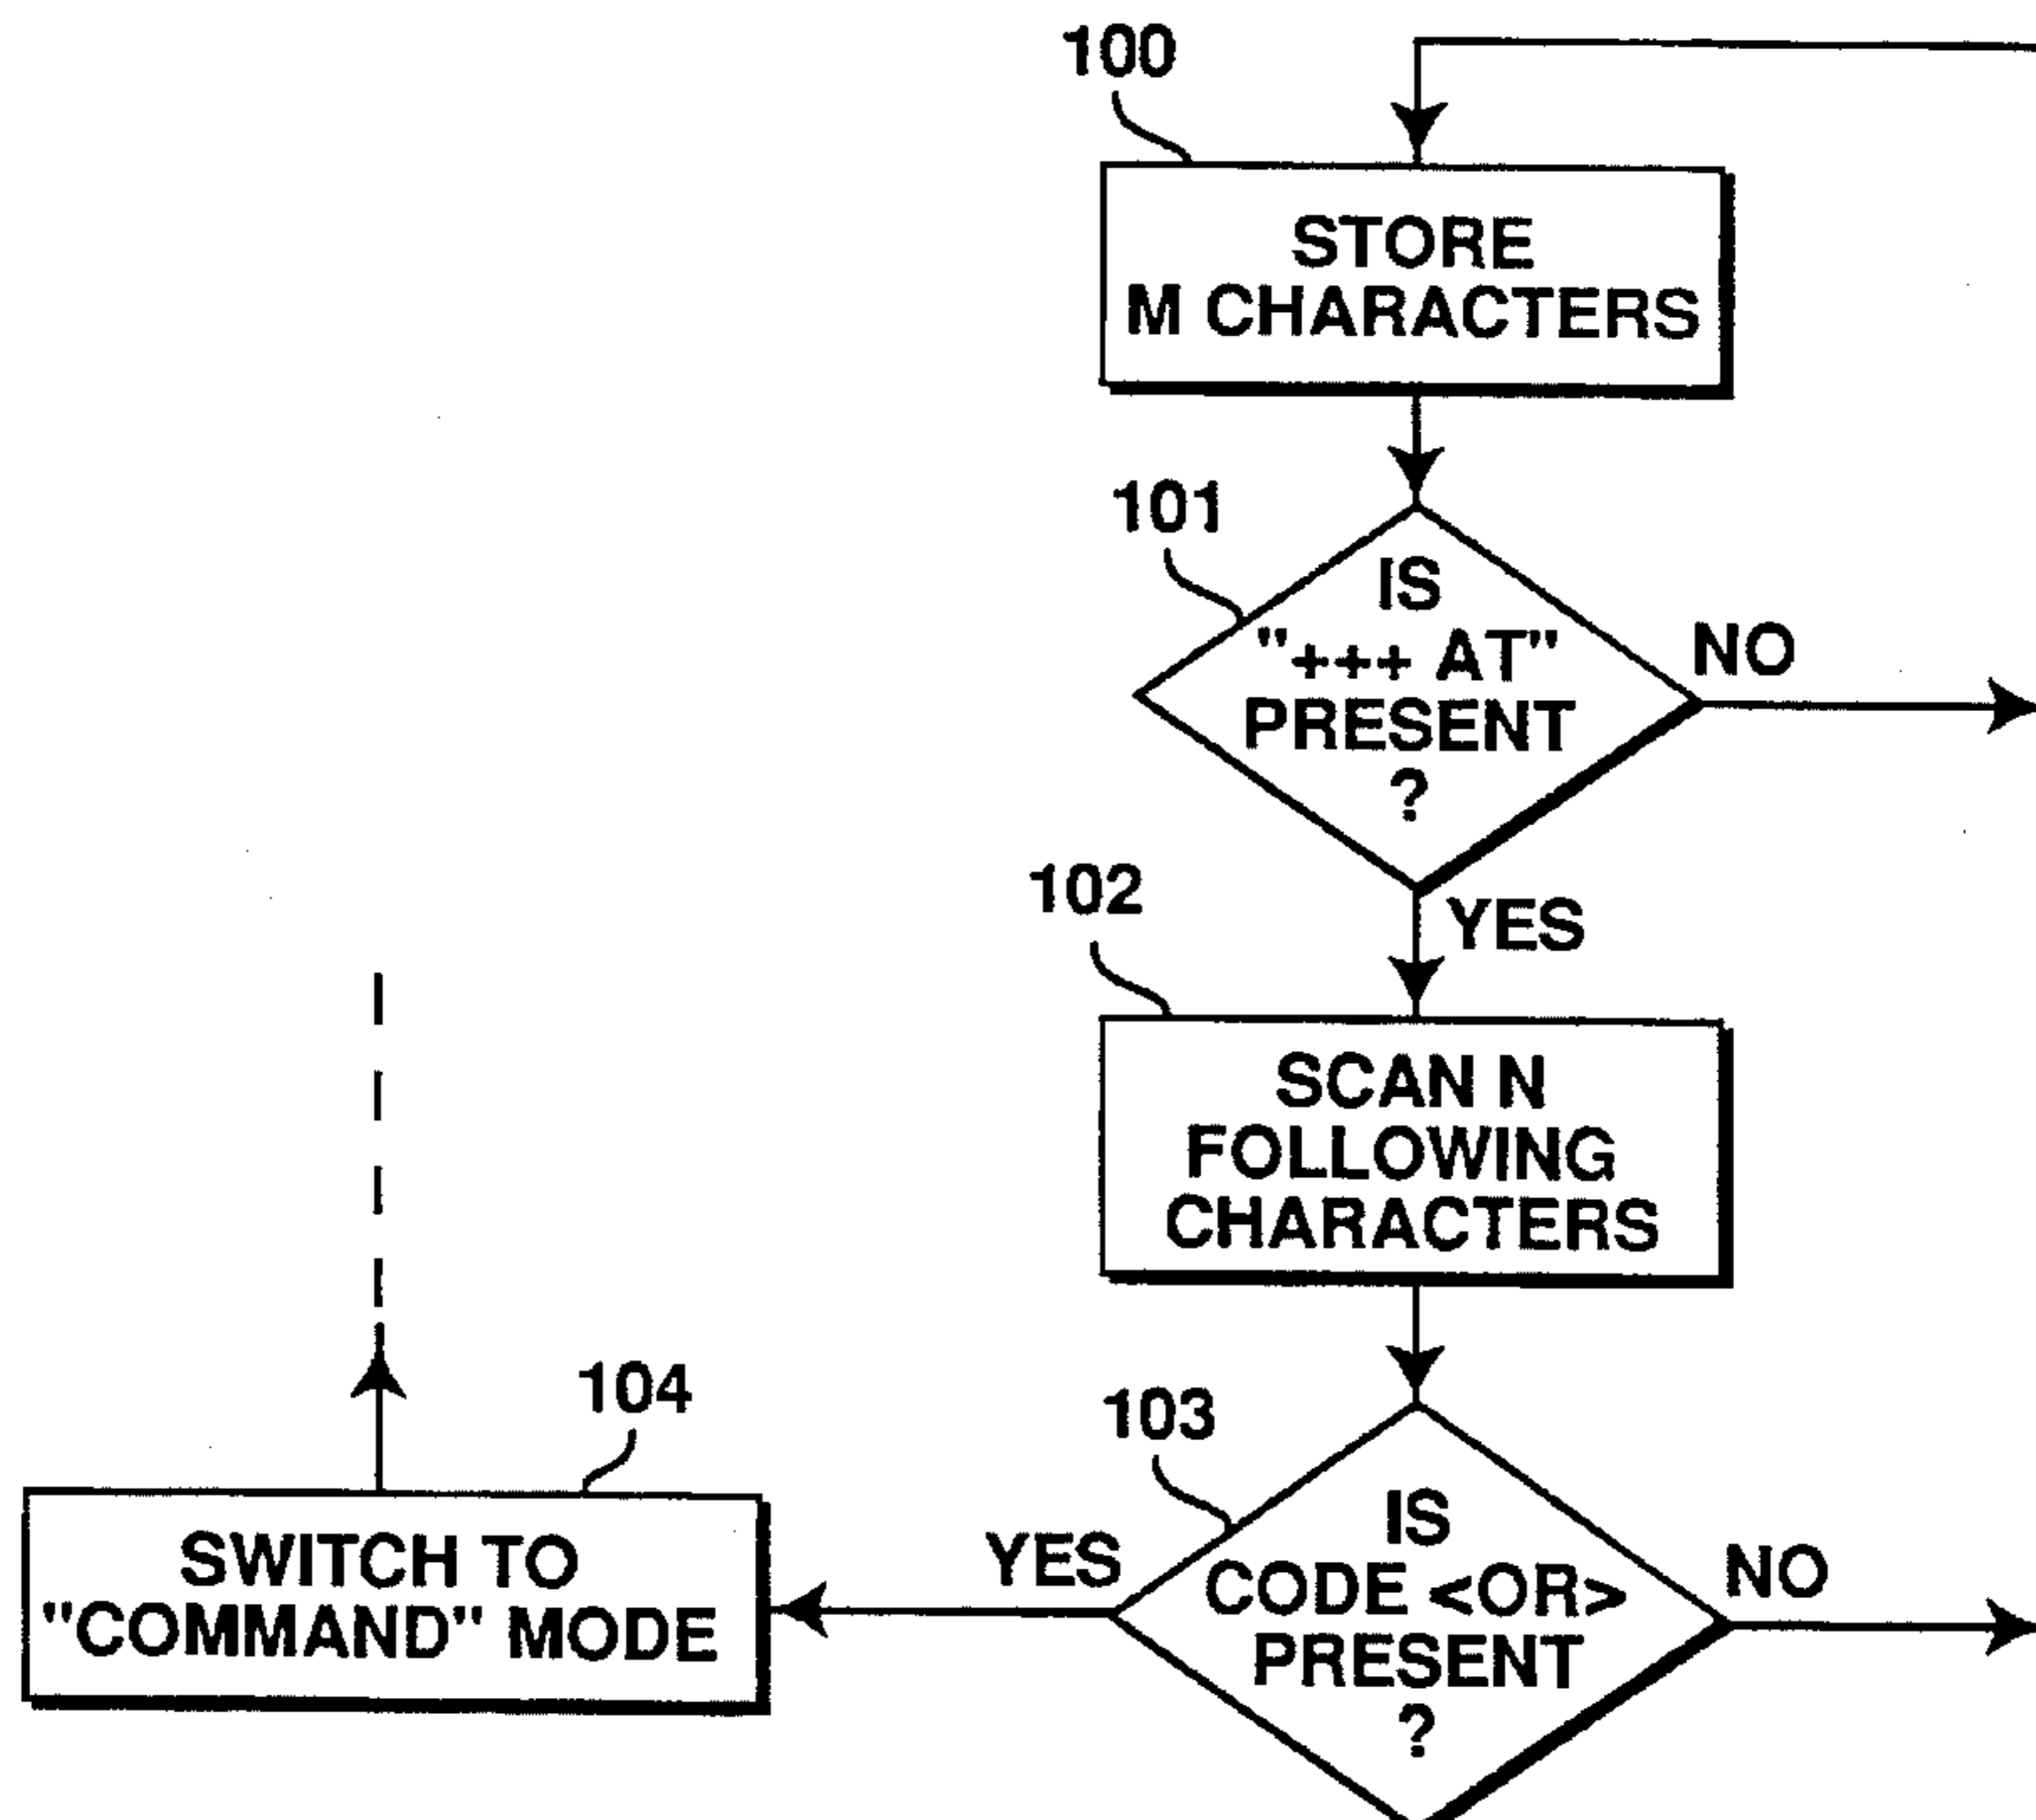 100
STORE
M CHARACTERS
101
IS
"+++ AT"
PRESENT
?
NO
YES
102
SCAN N
FOLLOWING
CHARACTERS
103
IS
CODE <OR>
PRESENT
?
NO
YES
104
SWITCH TO
"COMMAND" MODE